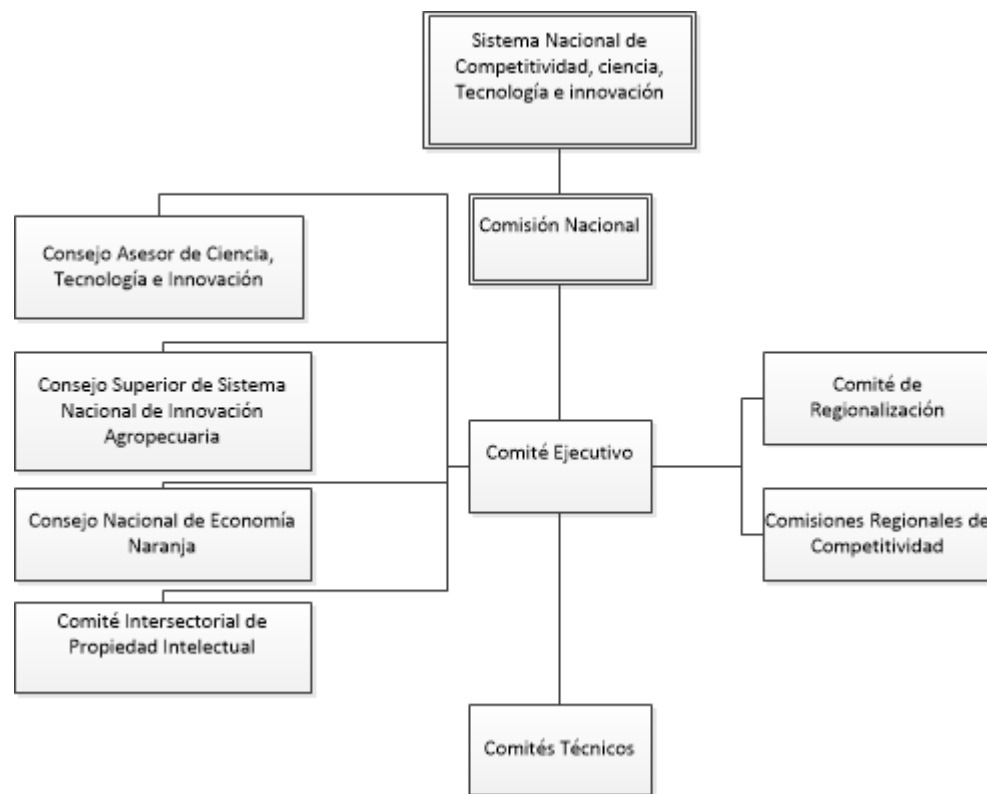 Sistema Nacional de
Competitividad, ciencia,
Tecnología e innovación
Comisión Nacional
Consejo Asesor de Ciencia,
Tecnología e Innovación
Consejo Superior de Sistema
Nacional de Innovación
Agropecuaria
Consejo Nacional de Economía
Naranja
Comité Intersectorial de
Propiedad Intelectual
Comité Ejecutivo
Comité de
Regionalización
Comisiones Regionales de
Competitividad
Comités Técnicos